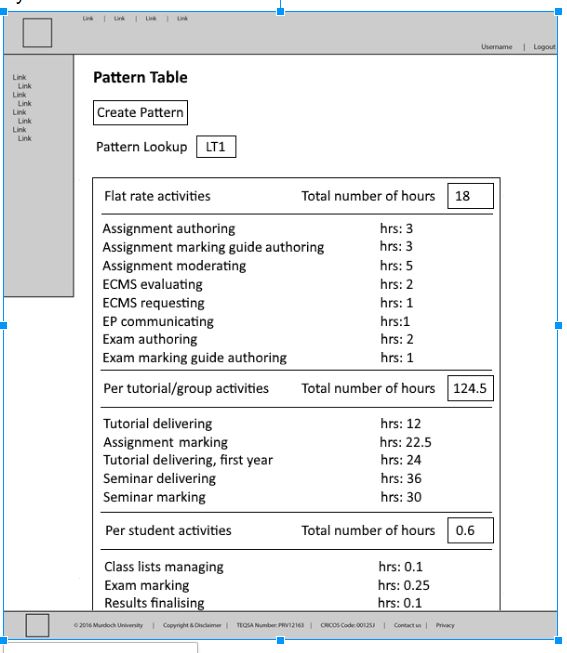 Link | Link | Link | Link
Username | Logout
Link
Link
Link
Link
Link
Link
Link
Link
Pattern Table
Create Pattern
Pattern Lookup LT1
Flat rate activities Total number of hours 18
Assignment authoring hrs: 3
Assignment marking guide authoring hrs: 3
Assignment moderating hrs: 5
ECMS evaluating hrs: 2
ECMS requesting hrs: 1
EP communicating hrs:1
Exam authoring hrs: 2
Exam marking guide authoring hrs: 1
Per tutorial/group activities Total number of hours 124.5
Tutorial delivering hrs: 12
Assignment marking hrs: 22.5
Tutorial delivering, first year hrs: 24
Seminar delivering hrs: 36
Seminar marking hrs: 30
Per student activities Total number of hours 0.6
Class lists managing hrs: 0.1
Exam marking hrs: 0.25
Results finalising hrs: 0.1
© 2016 Murdoch University | Copyright & Disclaimer | TEQSA Number: PRV12163 | CRICOS Code: 00125J | Contact us | Privacy